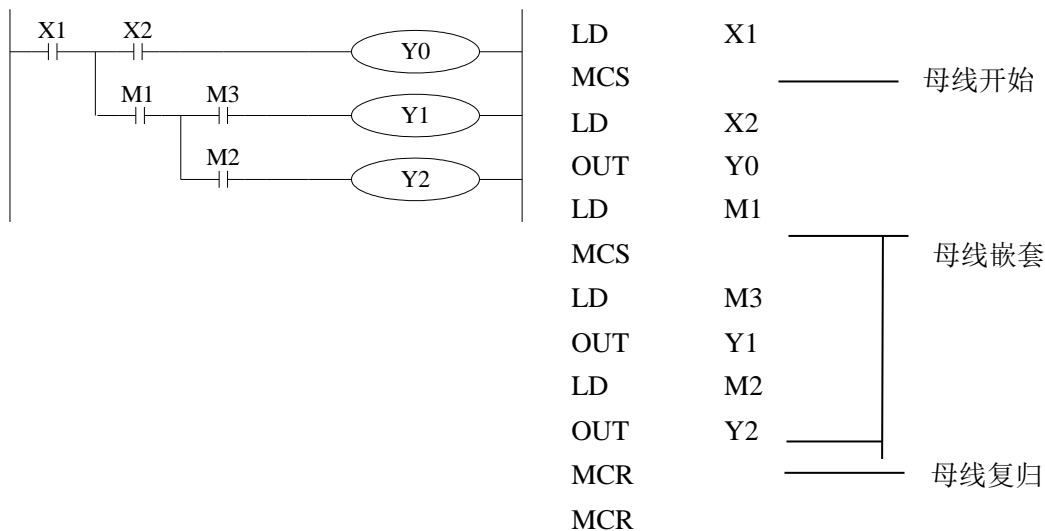 X1 X2 Y0
M1 M3 Y1
M2 Y2
LD X1
MCS 母线开始
LD X2
OUT Y0
LD M1
MCS 母线嵌套
LD M3
OUT Y1
LD M2
OUT Y2
MCR 母线复归
MCR